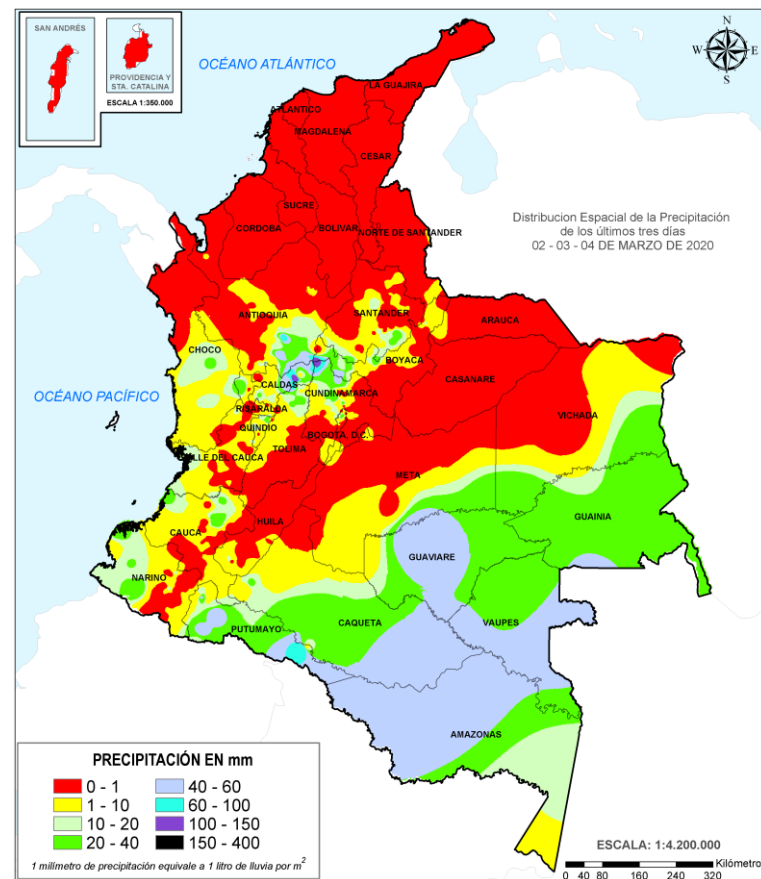 SAN ANDRÉS
PROVIDENCIA Y
STA. CATALINA
ESCALA 1:350.000
OCÉANO ATLÁNTICO
N
W
E
S
LA GUAJIRA
ATLANTICO
MAGDALENA
CESAR
SUCRE
CORDOBA
BOLIVAR
NORTE DE SANTANDER
Distribucion Espacial de la Precipitación
de los últimos tres días
02 - 03 - 04 DE MARZO DE 2020
ANTIOQUIA
SANTANDER
ARAUCA
CHOCO
BOYACA
OCÉANO PACÍFICO
CALDAS
CASANARE
CUNDINAMARCA
RISARALDA
VICHADA
QUINDIO
BOGOTA, D.C.
TOLIMA
VALLE DEL CAUCA
META
GUAINIA
HUILA
CAUCA
GUAVIARE
NARIÑO
CAQUETA
VAUPES
PUTUMAYO
AMAZONAS
PRECIPITACIÓN EN mm
0 - 1
40 - 60
1 - 10
60 - 100
10 - 20
100 - 150
20 - 40
150 - 400
1 milímetro de precipitación equivale a 1 litro de lluvia por m²
ESCALA: 1:4.200.000
Kilómetro
0 40 80 160 240 320